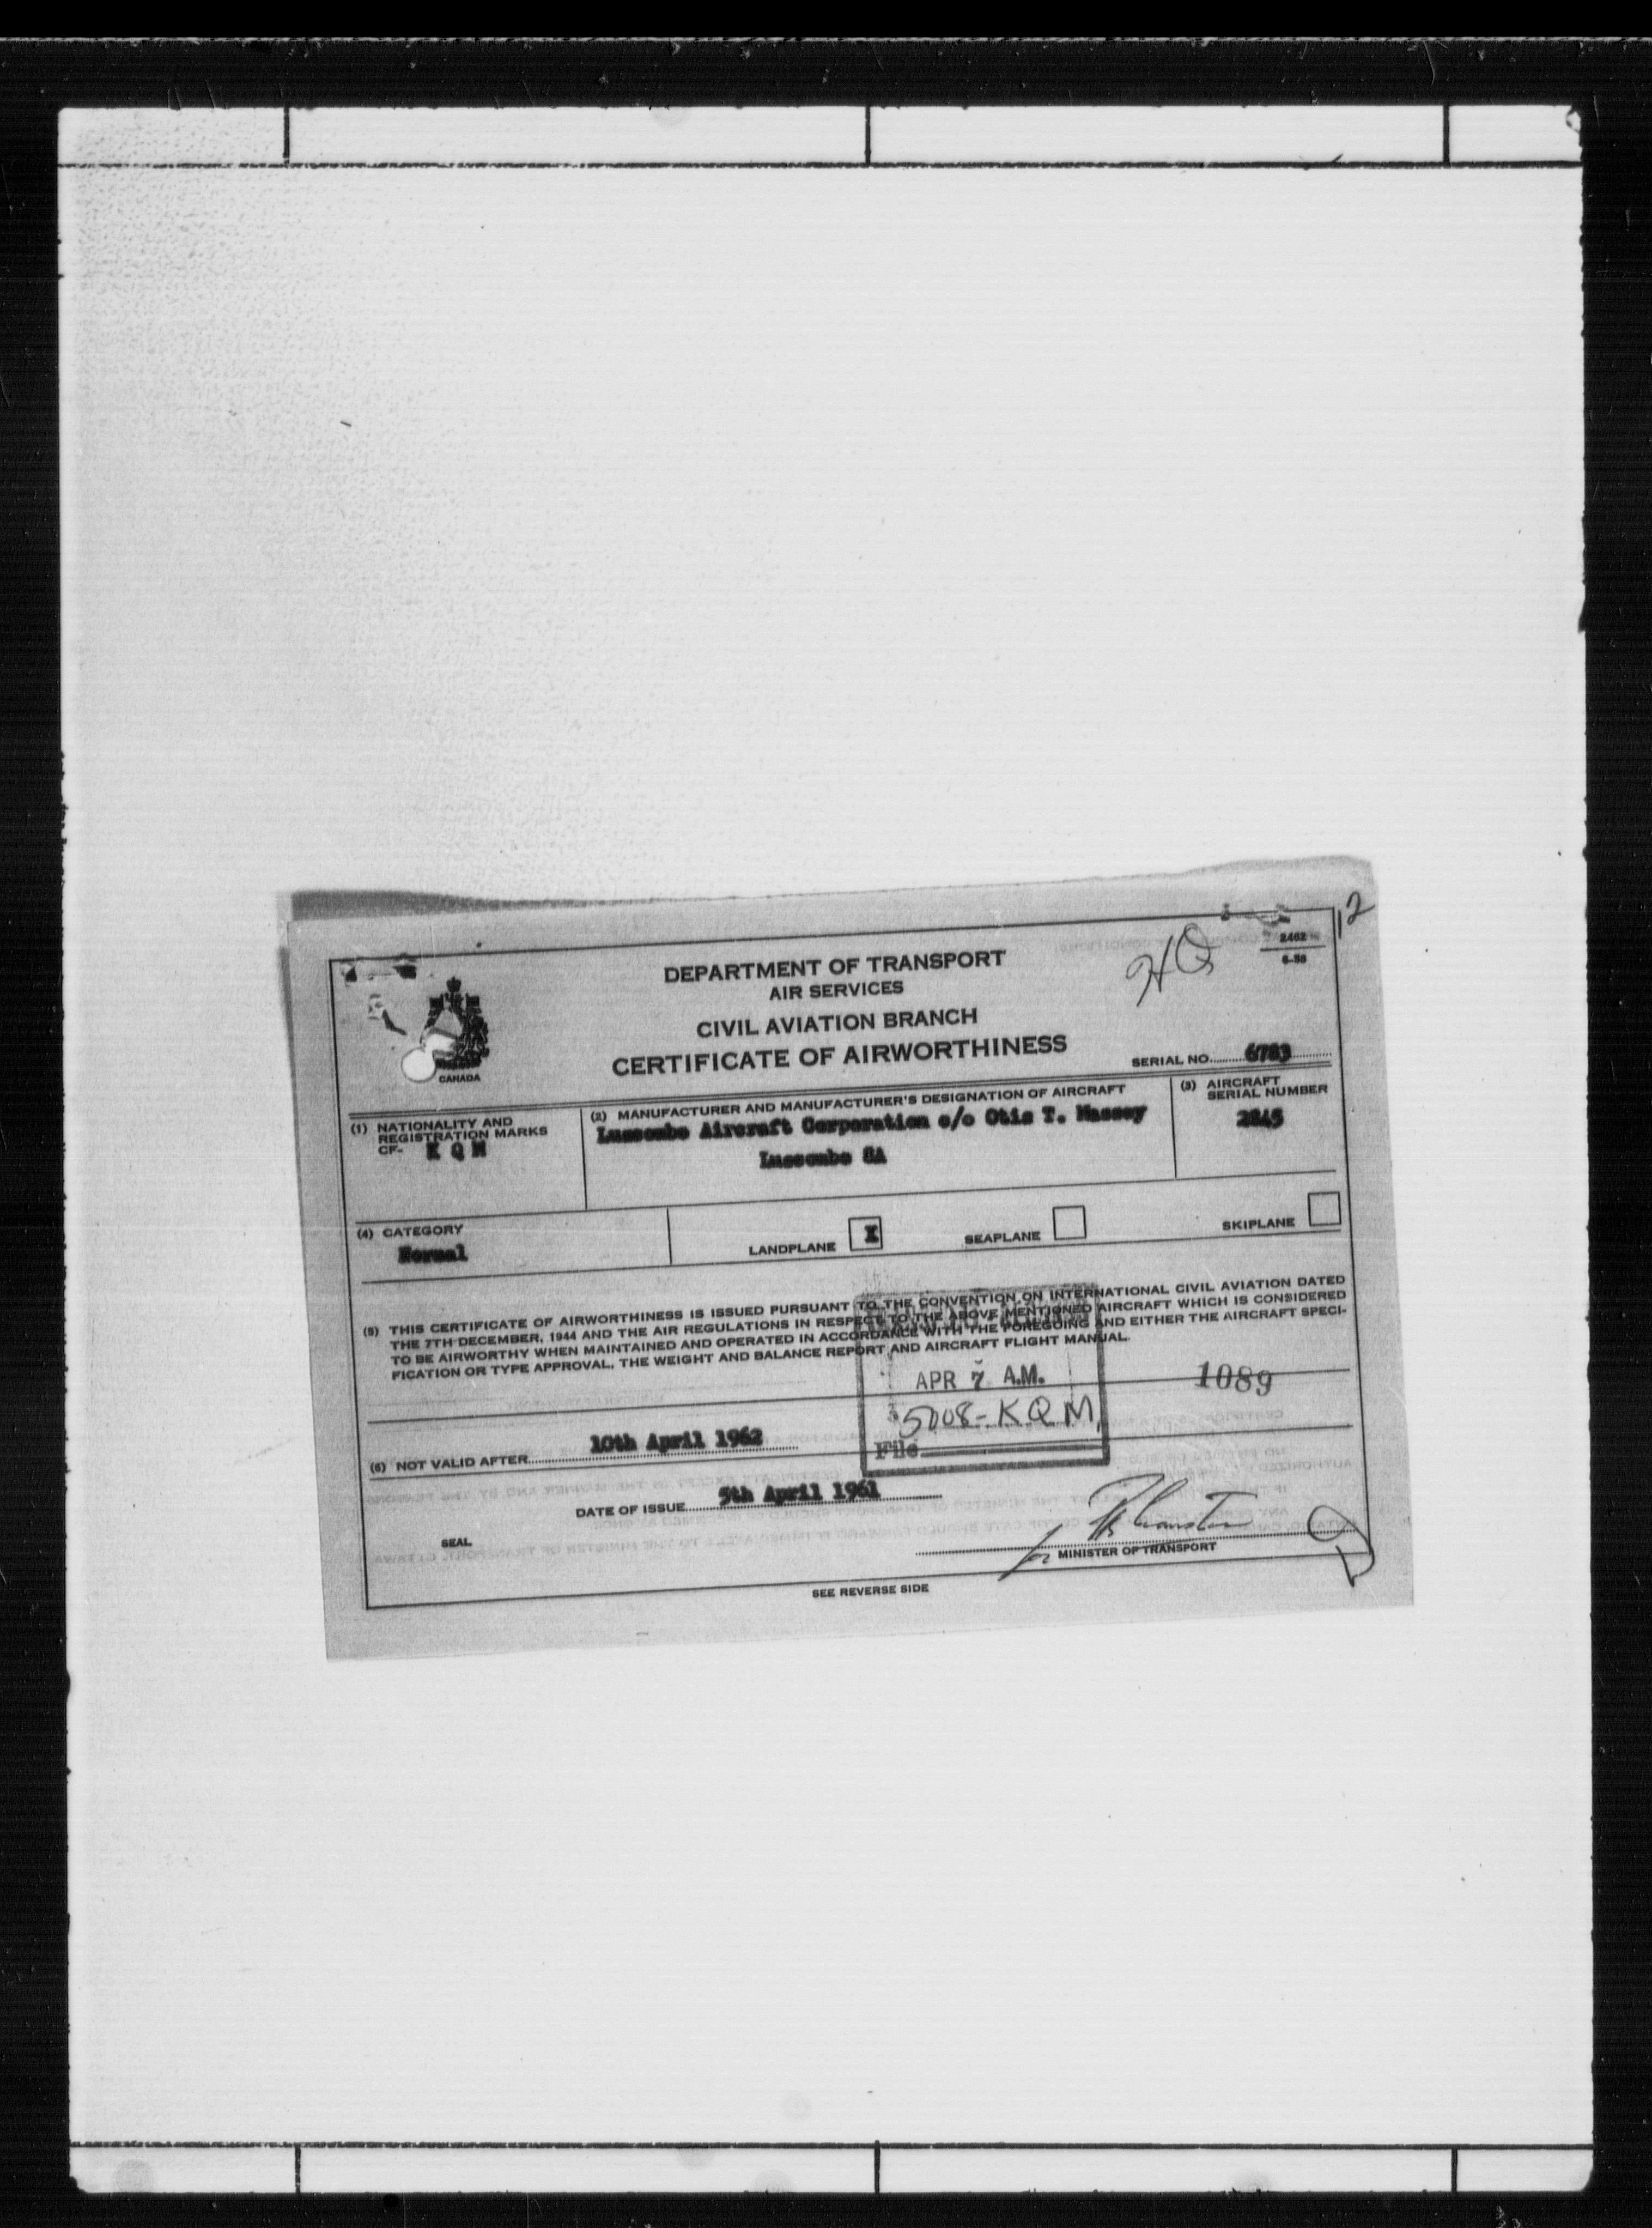 12
HQ
2462
6-58
DEPARTMENT OF TRANSPORT
AIR SERVICES
CIVIL AVIATION BRANCH
CERTIFICATE OF AIRWORTHINESS
CANADA
SERIAL NO. 6783
(1) NATIONALITY AND
REGISTRATION MARKS
CF- K Q M
(2) MANUFACTURER AND MANUFACTURER'S DESIGNATION OF AIRCRAFT
Luscombe Aircraft Corporation c/o Otis T. Massey
Luscombe 8A
(3) AIRCRAFT
SERIAL NUMBER
2845
(4) CATEGORY
Normal
LANDPLANE X SEAPLANE SKIPLANE
(5) THIS CERTIFICATE OF AIRWORTHINESS IS ISSUED PURSUANT TO THE CONVENTION ON INTERNATIONAL CIVIL AVIATION DATED
THE 7TH DECEMBER, 1944 AND THE AIR REGULATIONS IN RESPECT TO THE ABOVE MENTIONED AIRCRAFT WHICH IS CONSIDERED
TO BE AIRWORTHY WHEN MAINTAINED AND OPERATED IN ACCORDANCE WITH THE FOREGOING AND EITHER THE AIRCRAFT SPECI-
FICATION OR TYPE APPROVAL, THE WEIGHT AND BALANCE REPORT AND AIRCRAFT FLIGHT MANUAL.
APR 7 A.M.
1089
5008-KQM
File
(6) NOT VALID AFTER 10th April 1962
DATE OF ISSUE 5th April 1961
SEAL
for MINISTER OF TRANSPORT
SEE REVERSE SIDE